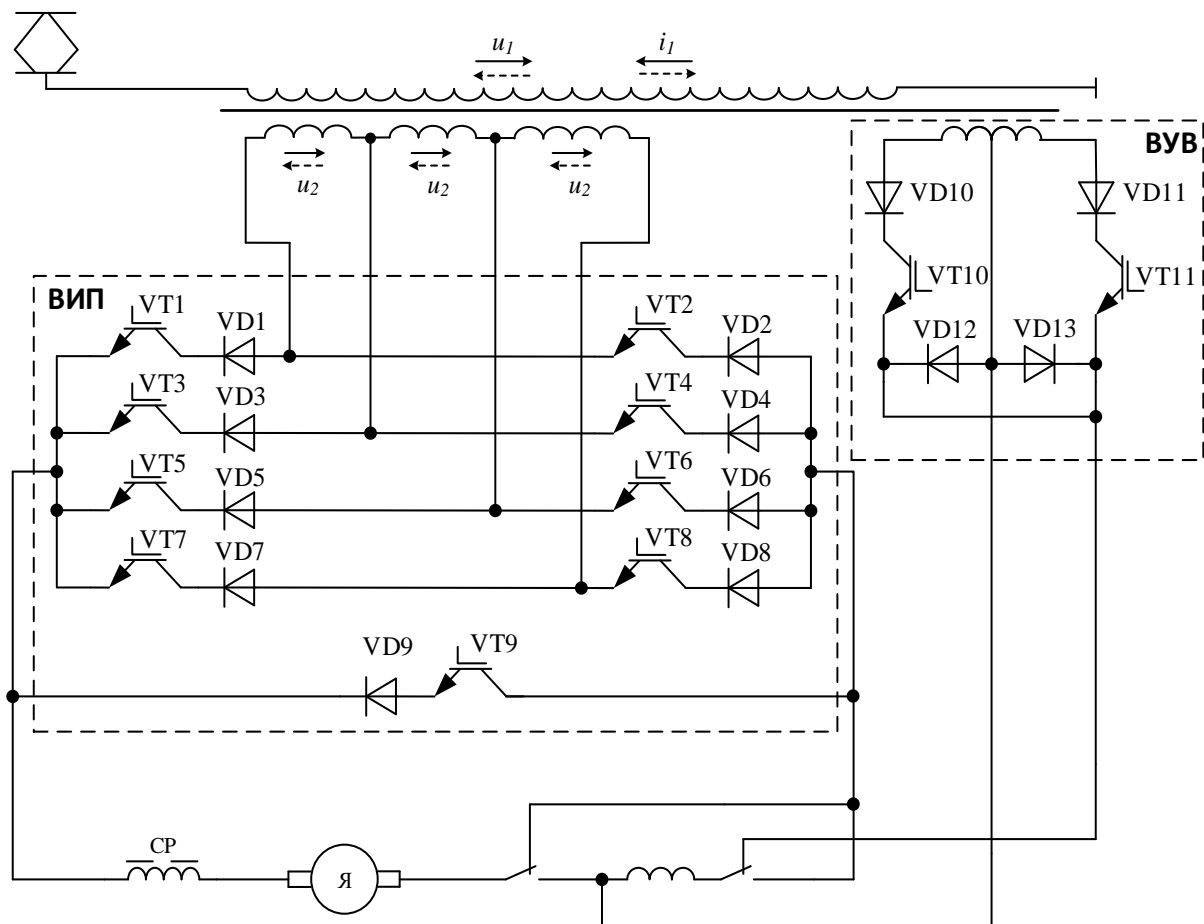 u1 i1
u2 u2 u2
ВУВ
VD10 VD11
VT10 VT11
VD12 VD13
ВИП
VT1 VD1 VT2 VD2
VT3 VD3 VT4 VD4
VT5 VD5 VT6 VD6
VT7 VD7 VT8 VD8
VD9 VT9
СР
Я